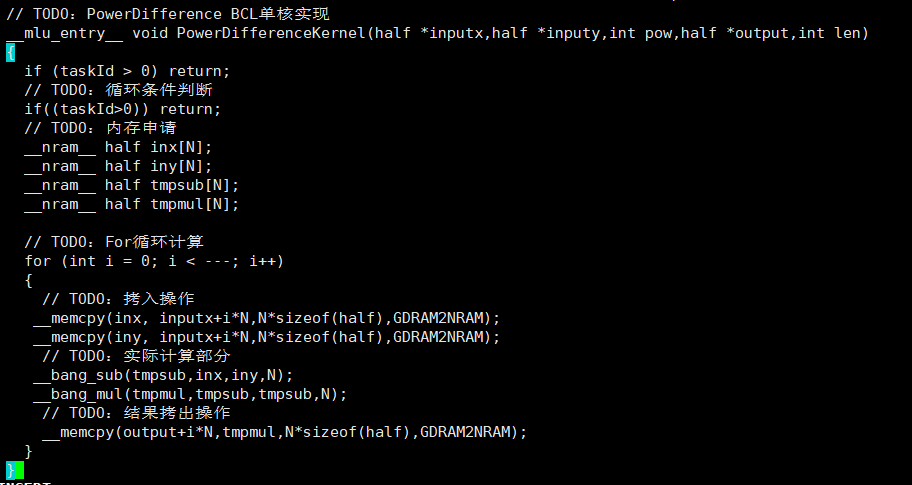 // TODO：PowerDifference BCL单核实现
__mlu_entry__ void PowerDifferenceKernel(half *inputx,half *inputy,int pow,half *output,int len)
{
  if (taskId > 0) return;
  // TODO：循环条件判断
  if((taskId>0)) return;
  // TODO：内存申请
  __nram__ half inx[N];
  __nram__ half iny[N];
  __nram__ half tmpsub[N];
  __nram__ half tmpmul[N];

  // TODO：For循环计算
  for (int i = 0; i < ---; i++)
  {
    // TODO：拷入操作
   __memcpy(inx, inputx+i*N,N*sizeof(half),GDRAM2NRAM);
   __memcpy(iny, inputx+i*N,N*sizeof(half),GDRAM2NRAM);
    // TODO：实际计算部分
   __bang_sub(tmpsub,inx,iny,N);
   __bang_mul(tmpmul,tmpsub,tmpsub,N);
    // TODO：结果拷出操作
    __memcpy(output+i*N,tmpmul,N*sizeof(half),GDRAM2NRAM);
  }
}